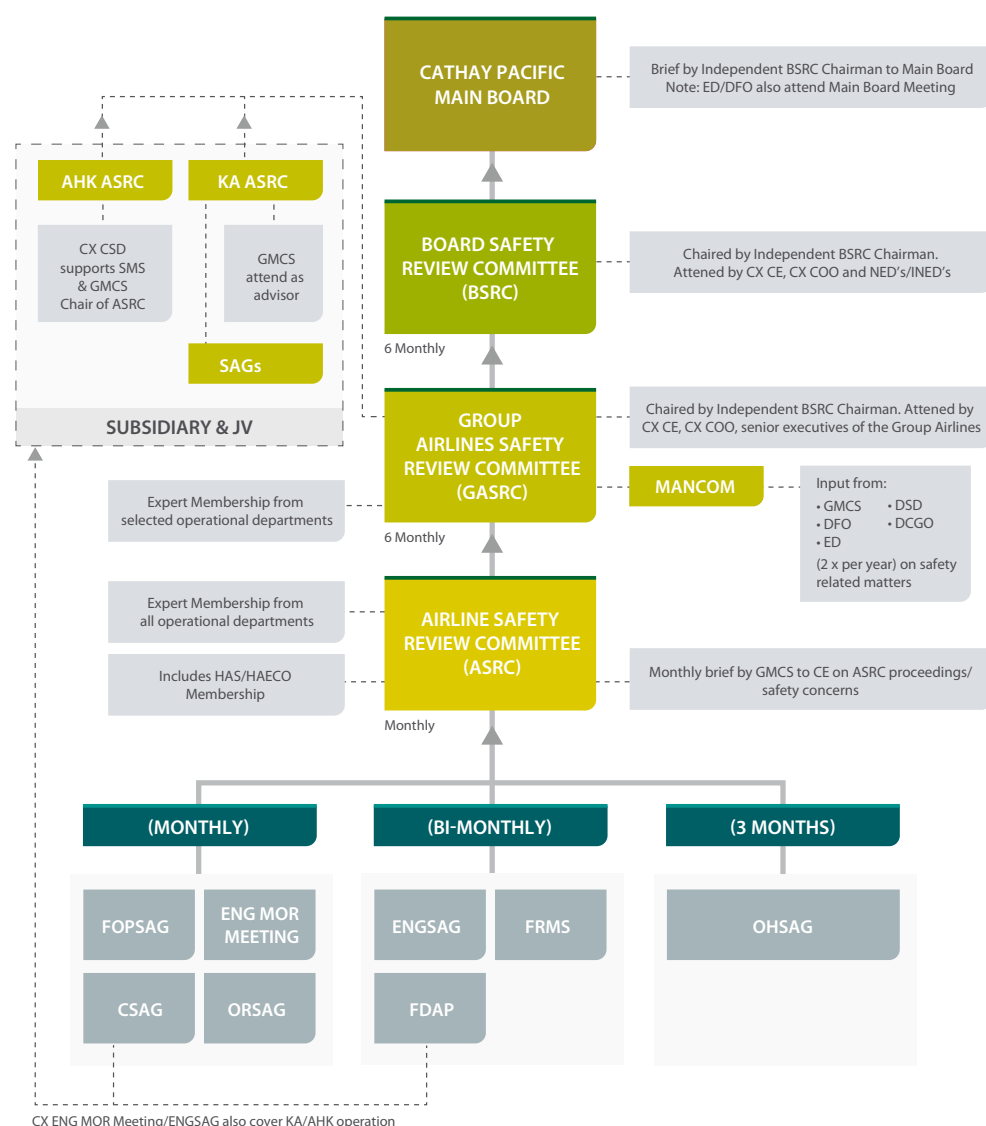 CATHAY PACIFIC
MAIN BOARD
Brief by Independent BSRC Chairman to Main Board
Note: ED/DFO also attend Main Board Meeting
AHK ASRC
KA ASRC
CX CSD
supports SMS
& GMCS
Chair of ASRC
GMCS
attend as
advisor
SAGs
SUBSIDIARY & JV
BOARD SAFETY
REVIEW COMMITTEE
(BSRC)
Chaired by Independent BSRC Chairman.
Attened by CX CE, CX COO and NED's/INED's
6 Monthly
GROUP
AIRLINES SAFETY
REVIEW COMMITTEE
(GASRC)
Chaired by Independent BSRC Chairman. Attened by
CX CE, CX COO, senior executives of the Group Airlines
MANCOM
Input from:
• GMCS
• DSD
• DFO
• DCGO
• ED
(2 x per year) on safety
related matters
Expert Membership from
selected operational departments
6 Monthly
Expert Membership from
all operational departments
AIRLINE SAFETY
REVIEW COMMITTEE
(ASRC)
Includes HAS/HAECO
Membership
Monthly brief by GMCS to CE on ASRC proceedings/
safety concerns
Monthly
(MONTHLY)
(BI-MONTHLY)
(3 MONTHS)
FOPSAG
ENG MOR
MEETING
CSAG
ORSAG
ENGSAG
FRMS
FDAP
OHSAG
CX ENG MOR Meeting/ENGSAG also cover KA/AHK operation